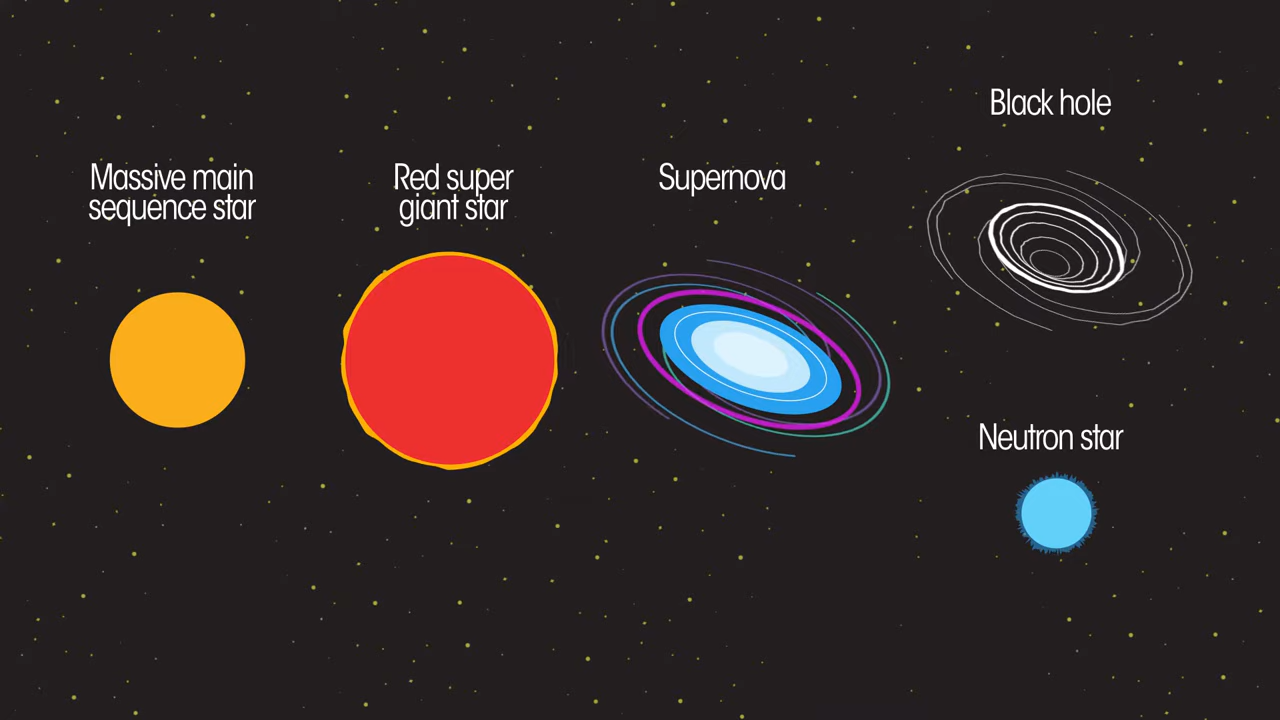 Massive main
sequence star
Red super
giant star
Supernova
Black hole
Neutron star